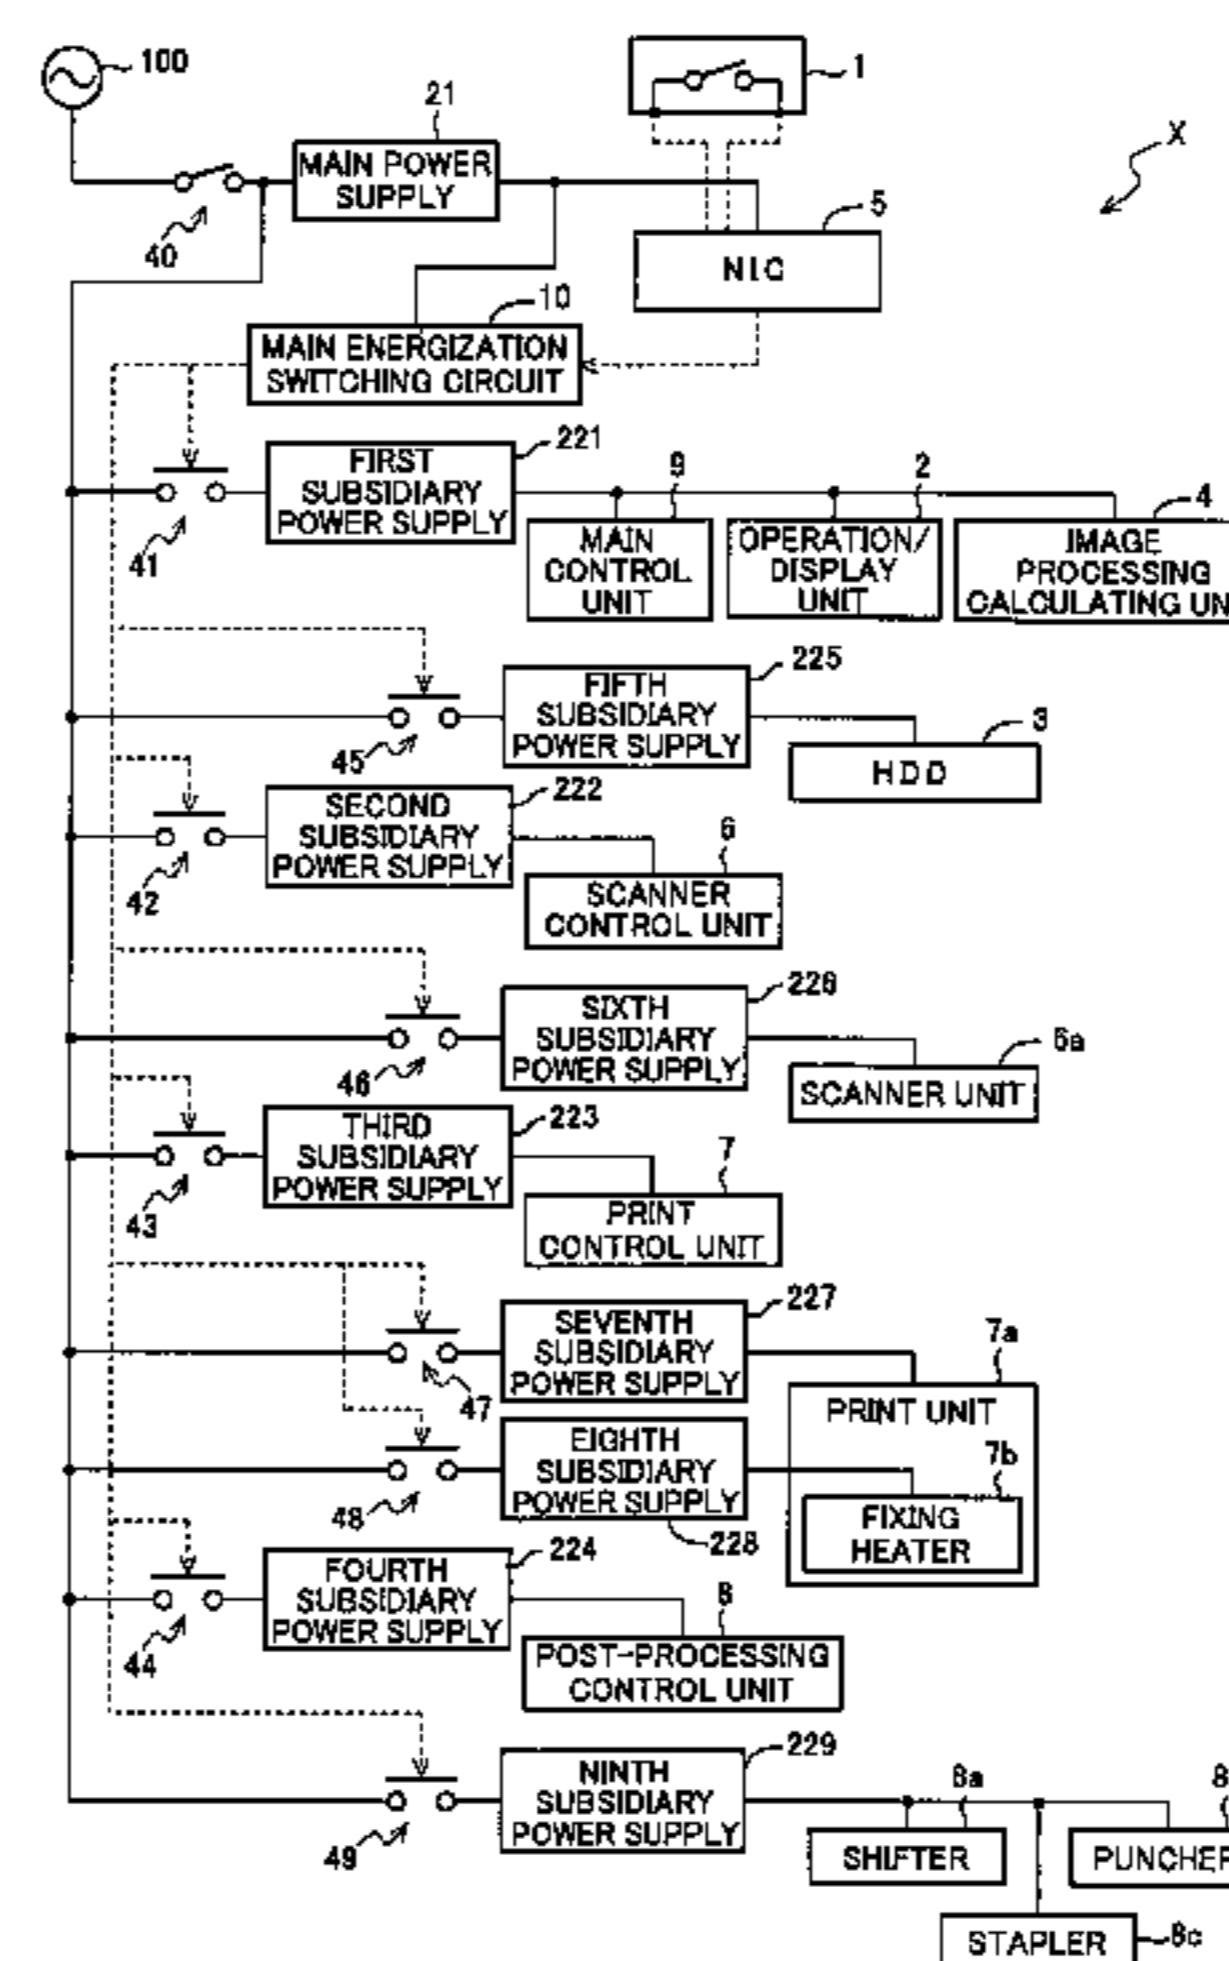 100
21
1
X
MAIN POWER
SUPPLY
40
5
NIC
10
MAIN ENERGIZATION
SWITCHING CIRCUIT
221
FIRST
SUBSIDIARY
POWER SUPPLY
41
9
MAIN
CONTROL
UNIT
2
OPERATION/
DISPLAY
UNIT
4
IMAGE
PROCESSING
CALCULATING UN
225
FIFTH
SUBSIDIARY
POWER SUPPLY
45
3
HDD
222
SECOND
SUBSIDIARY
POWER SUPPLY
42
6
SCANNER
CONTROL UNIT
226
SIXTH
SUBSIDIARY
POWER SUPPLY
46
6a
SCANNER UNIT
223
THIRD
SUBSIDIARY
POWER SUPPLY
43
7
PRINT
CONTROL UNIT
227
SEVENTH
SUBSIDIARY
POWER SUPPLY
47
7a
PRINT UNIT
EIGHTH
SUBSIDIARY
POWER SUPPLY
48
228
7b
FIXING
HEATER
224
FOURTH
SUBSIDIARY
POWER SUPPLY
44
8
POST-PROCESSING
CONTROL UNIT
229
NINTH
SUBSIDIARY
POWER SUPPLY
49
8a
SHIFTER
8
PUNCHER
STAPLER
8c